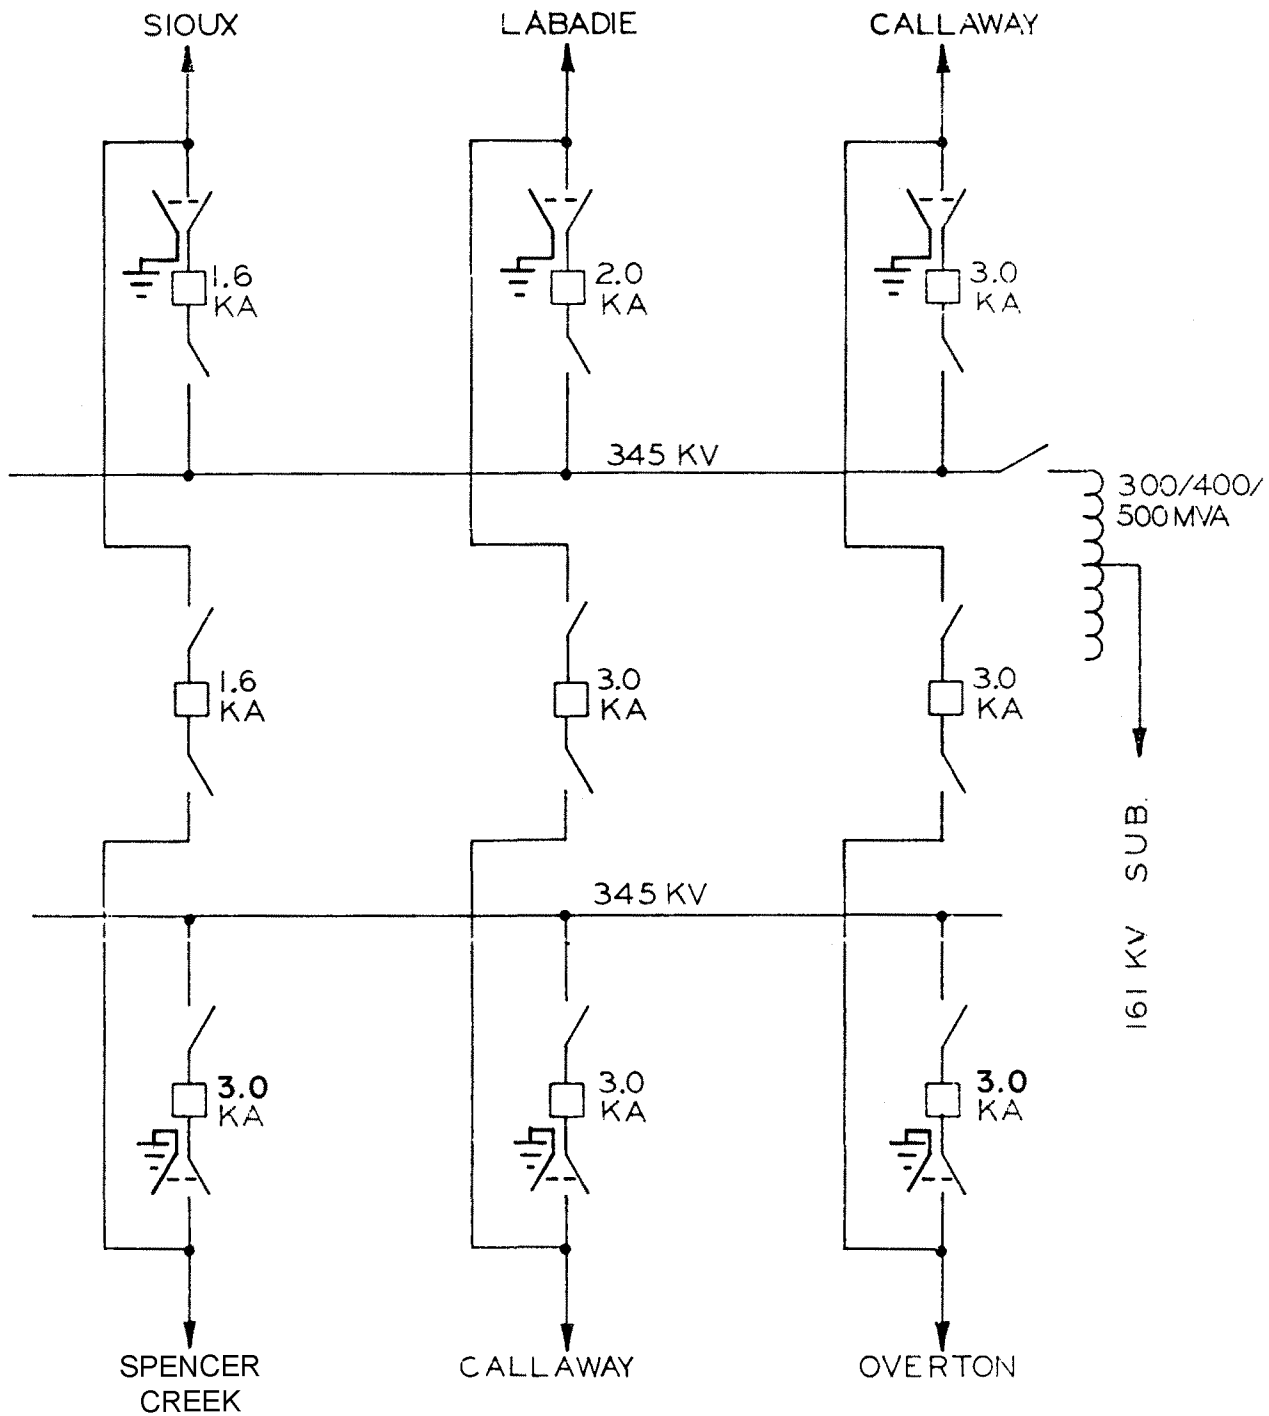 SIOUX
LABADIE
CALLAWAY
1.6
KA
2.0
KA
3.0
KA
345 KV
300/400/
500 MVA
1.6
KA
3.0
KA
3.0
KA
161 KV SUB.
345 KV
3.0
KA
3.0
KA
3.0
KA
SPENCER
CREEK
CALLAWAY
OVERTON